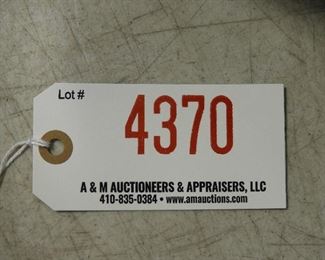 Lot #
4370
A & M AUCTIONEERS & APPRAISERS, LLC
410-835-0384 • www.amauctions.com